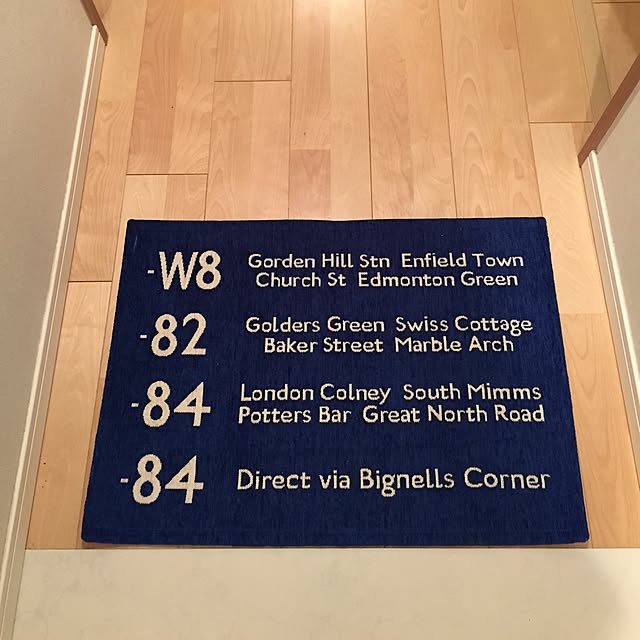 -W8 Gorden Hill Stn Enfield Town
Church St Edmonton Green
-82 Golders Green Swiss Cottage
Baker Street Marble Arch
-84 London Colney South Mimms
Potters Bar Great North Road
-84 Direct via Bignells Corner